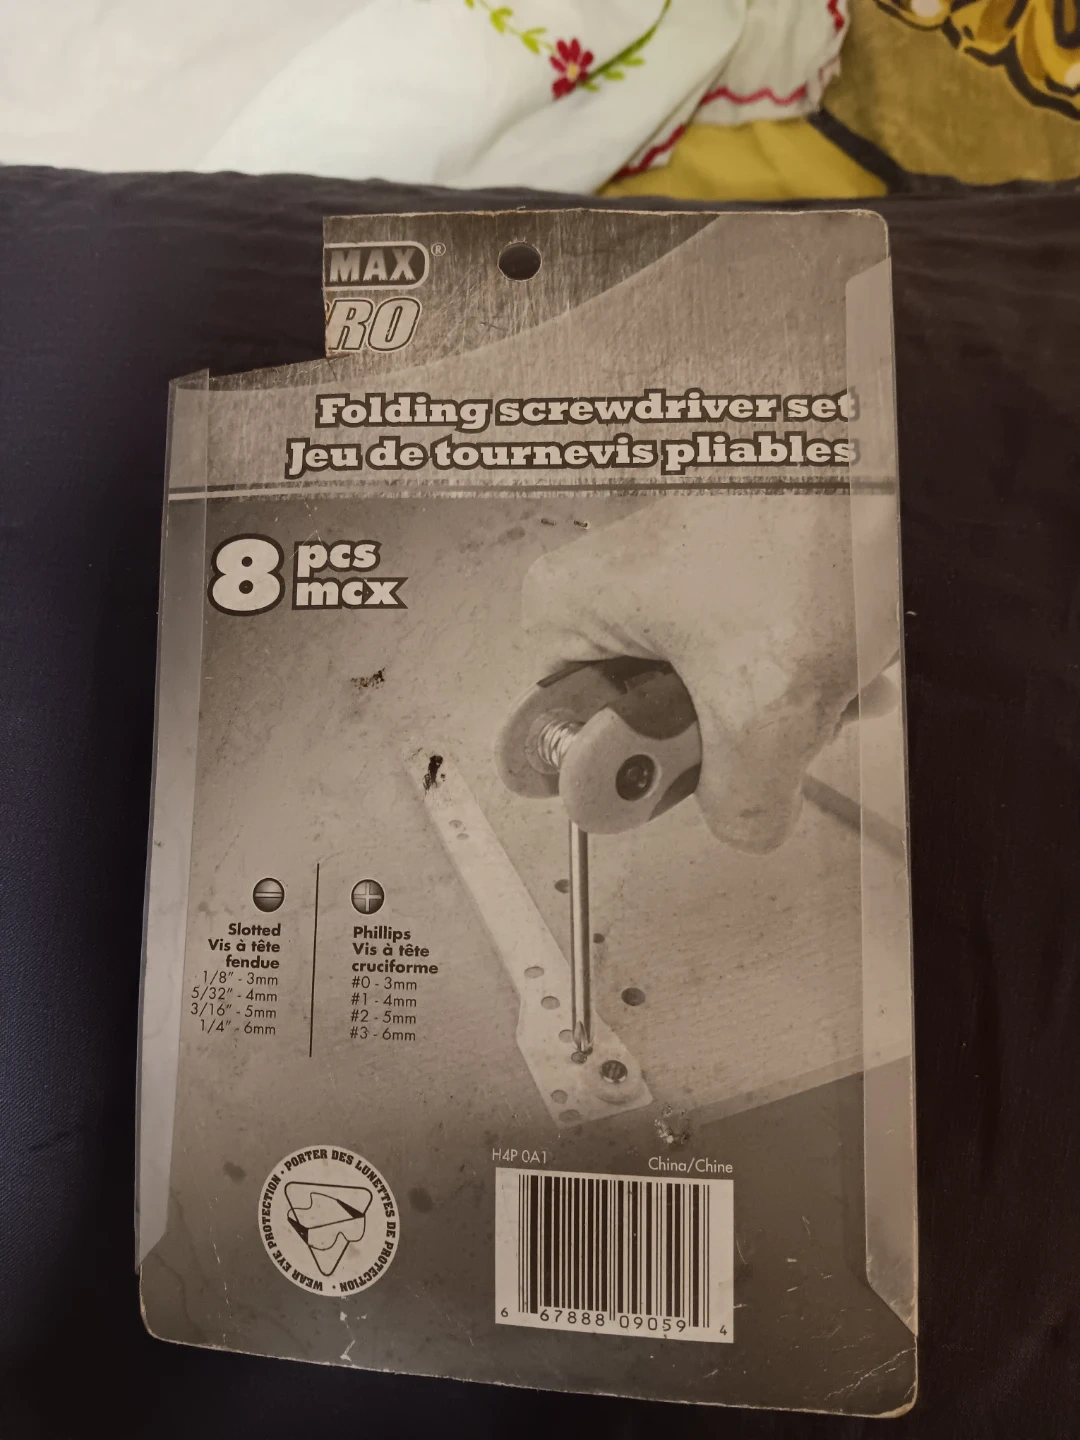 MAX®
RO
Folding screwdriver set
Jeu de tournevis pliables
8 pcs
mcx
Slotted
Vis à tête
fendue
1/8" - 3mm
5/32" - 4mm
3/16" - 5mm
1/4" - 6mm
Phillips
Vis à tête
cruciforme
#0 - 3mm
#1 - 4mm
#2 - 5mm
#3 - 6mm
PORTER DES LUNETTES DE PROTECTION · WEAR EYE PROTECTION ·
H4P 0A1
China/Chine
6 67888 09059 4